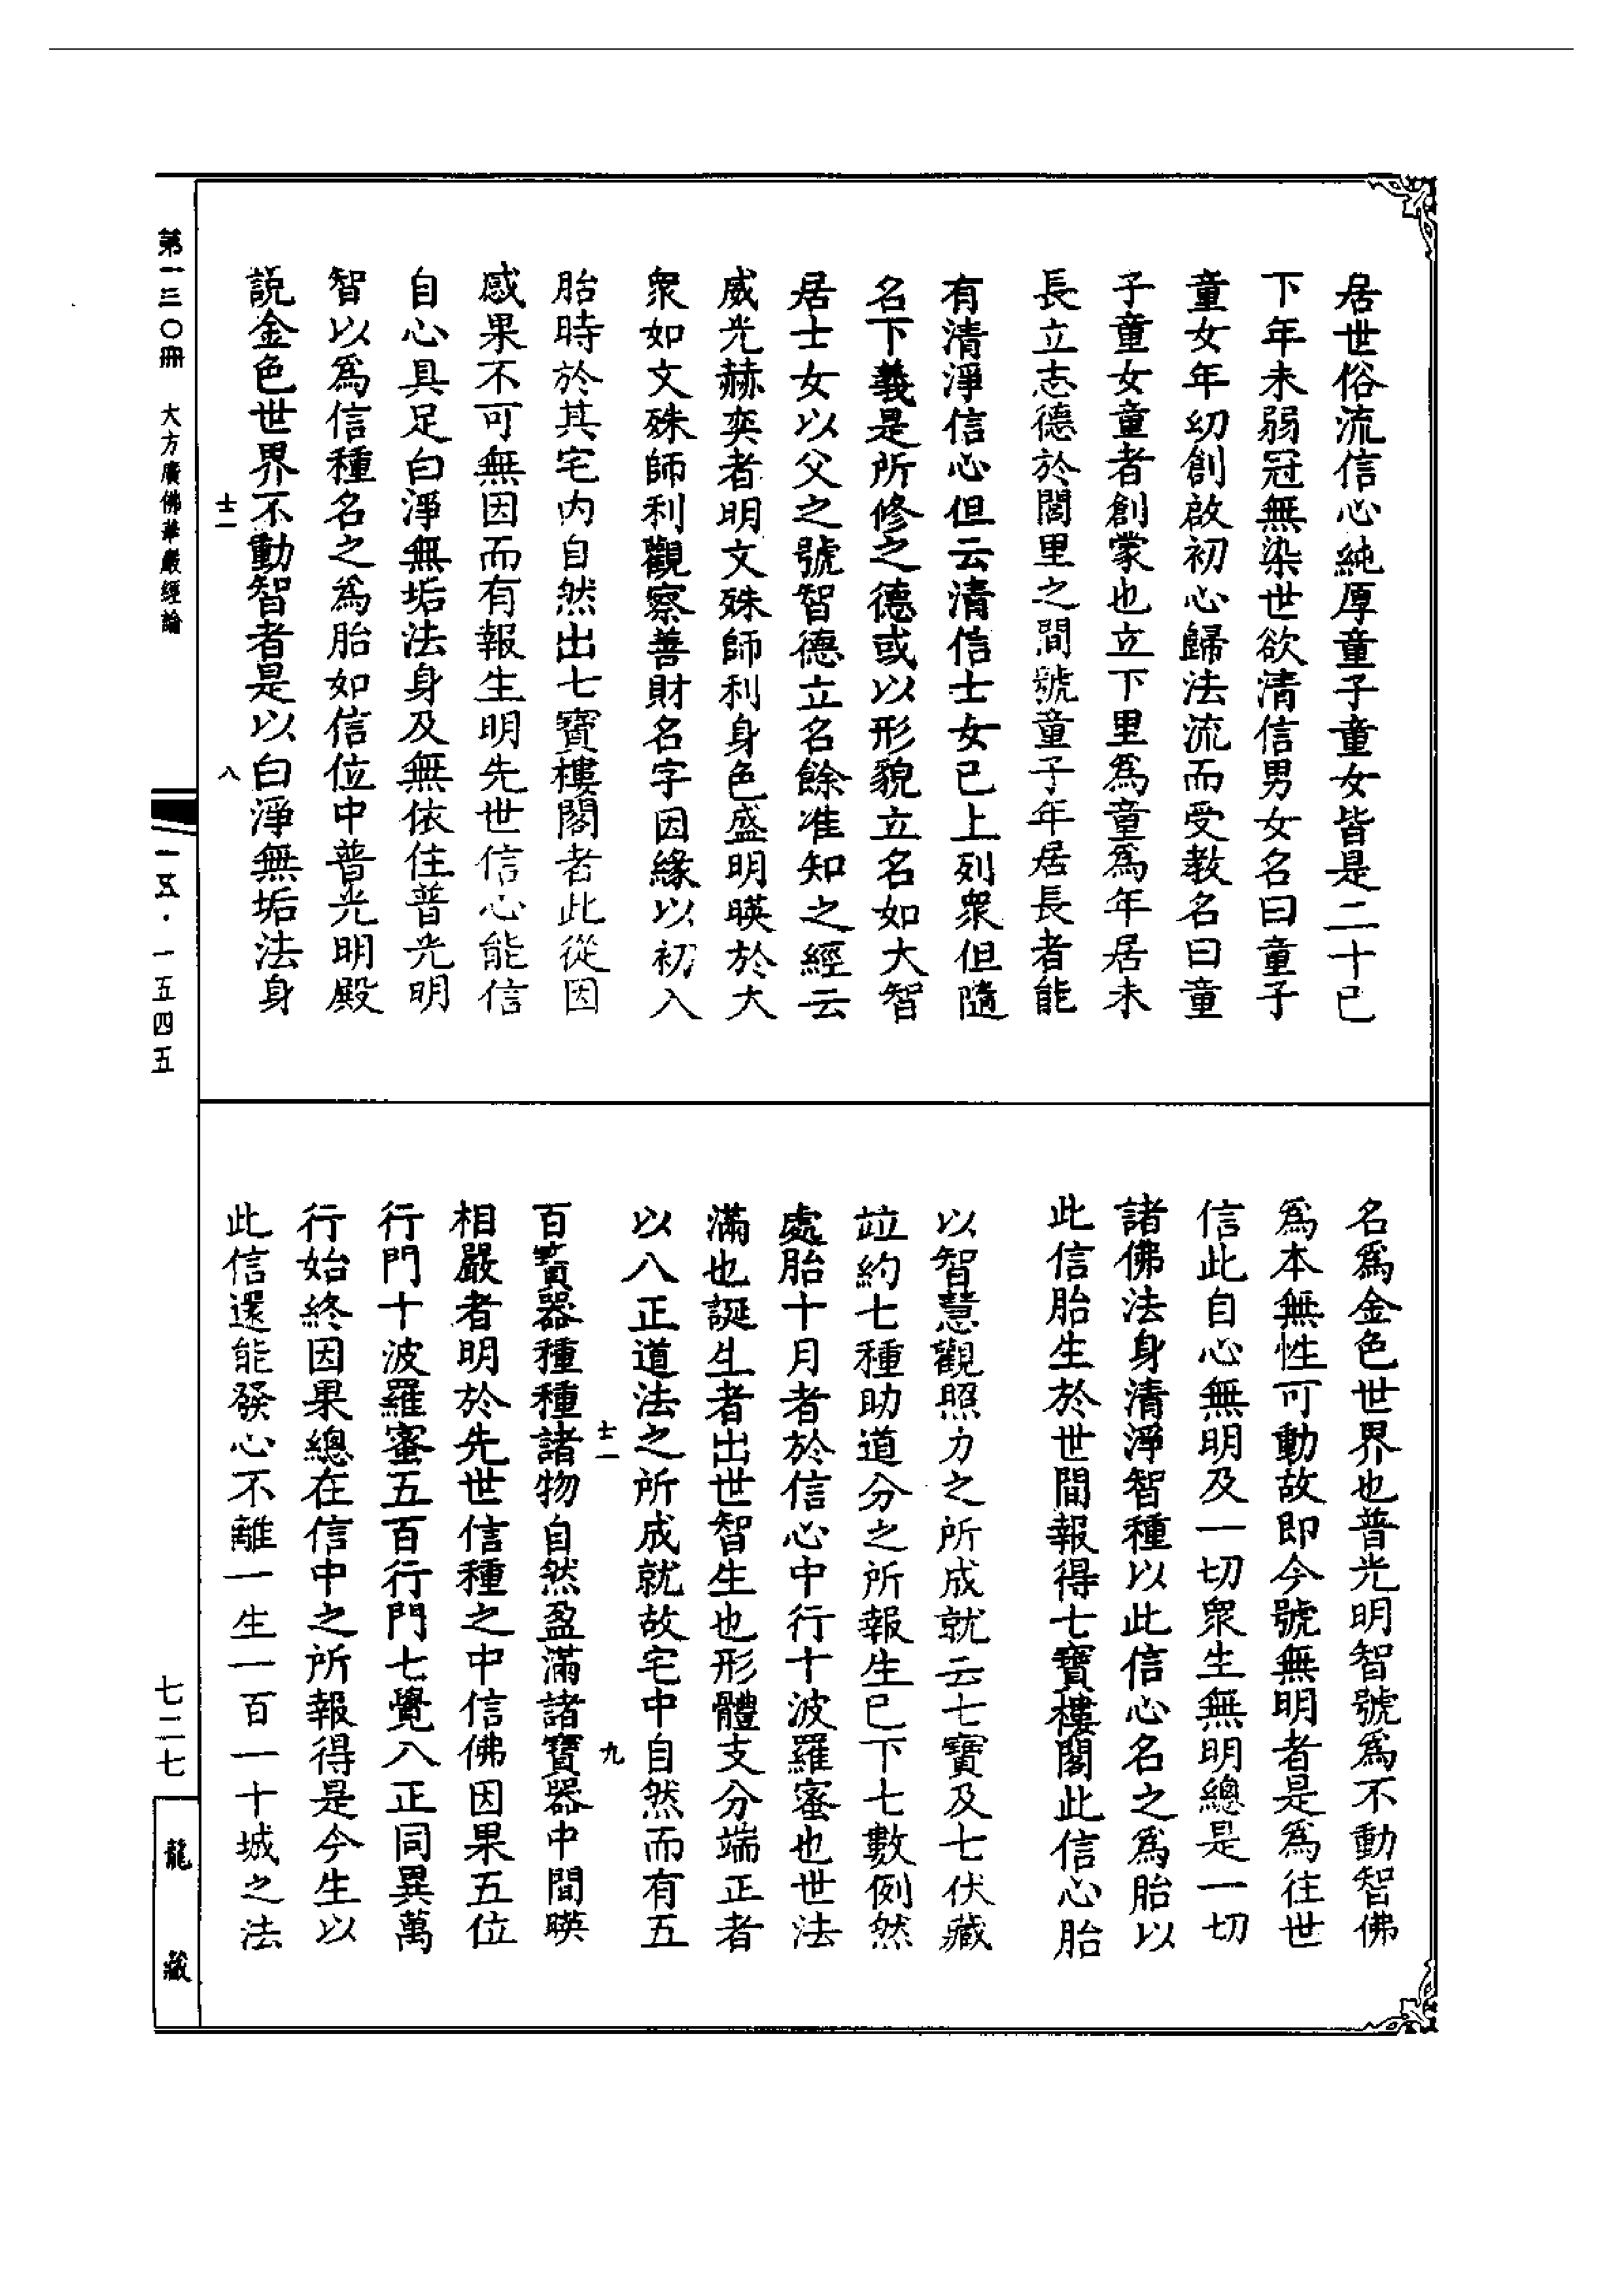 居世俗流信心純厚童子童女皆是二十已
下年未弱冠無染世欲清信男女名曰童子
童女年幼創啟初心歸法流而受教名曰童
子童女童者創蒙也立下里為童為年居未
長立志德於閭里之間號童子年居長者能
有清淨信心但云清信士女已上列眾但隨
名下義是所修之德或以形貌立名如大智
居士女以父之號智德立名餘准知之經云
威光赫奕者明文殊師利身色盛明暎於大
眾如文殊師利觀察善財名字因緣以初入
胎時於其宅內自然出七寶樓閣者此從因
感果不可無因而有報生明先世信心能信
自心具足白淨無垢法身及無依住普光明
智以為信種名之為胎如信位中普光明殿
說金色世界不動智者是以白淨無垢法身
士一 八
名為金色世界也普光明智號為不動智佛
為本無性可動故即今號無明者是為往世
信此自心無明及一切眾生無明總是一切
諸佛法身清淨智種以此信心名之為胎以
此信胎生於世間報得七寶樓閣此信心胎
以智慧觀照力之所成就云七寶及七伏藏
竝約七種助道分之所報生已下七數例然
處胎十月者於信心中行十波羅蜜也世法
滿也誕生者出世智生也形體支分端正者
以八正道法之所成就故宅中自然而有五
士一 九
百寶器種種諸物自然盈滿諸寶器中間暎
相嚴者明於先世信種之中信佛因果五位
行門十波羅蜜五百行門七覺八正同異萬
行始終因果總在信中之所報得是今生以
此信還能發心不離一生一百一十城之法
第一三〇冊 大方廣佛華嚴經論
一五·一五四五
七二七
龍藏